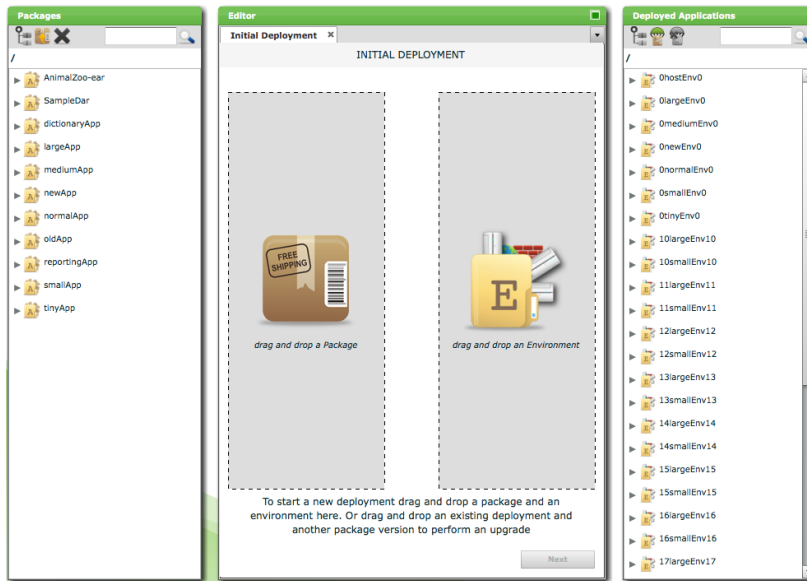 Packages
/
AnimalZoo-ear
SampleDar
dictionaryApp
largeApp
mediumApp
newApp
normalApp
oldApp
reportingApp
smallApp
tinyApp
Editor
Initial Deployment
INITIAL DEPLOYMENT
FREE
SHIPPING
drag and drop a Package
E
drag and drop an Environment
To start a new deployment drag and drop a package and an
environment here. Or drag and drop an existing deployment and
another package version to perform an upgrade
Next
Deployed Applications
/
0hostEnv0
0largeEnv0
0mediumEnv0
0newEnv0
0normalEnv0
0smallEnv0
0tinyEnv0
10largeEnv10
10smallEnv10
11largeEnv11
11smallEnv11
12largeEnv12
12smallEnv12
13largeEnv13
13smallEnv13
14largeEnv14
14smallEnv14
15largeEnv15
15smallEnv15
16largeEnv16
16smallEnv16
17largeEnv17